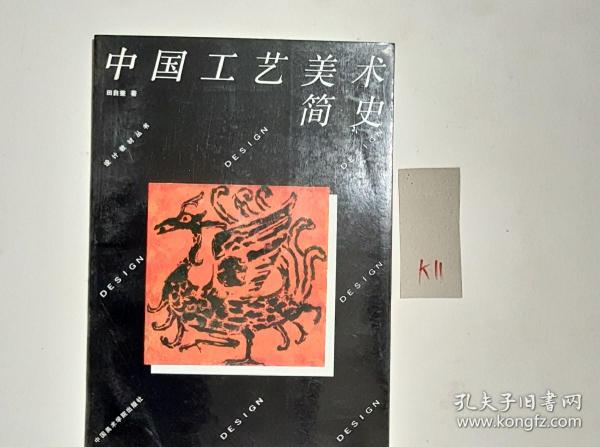 中国工艺美术
简史
田自秉 著
设计教材丛书
DESIGN
DESIGN
DESIGN
DESIGN
DESIGN
DESIGN
DESIGN
中国美术学院出版社
K11
孔夫子旧书网
www.kongfz.com